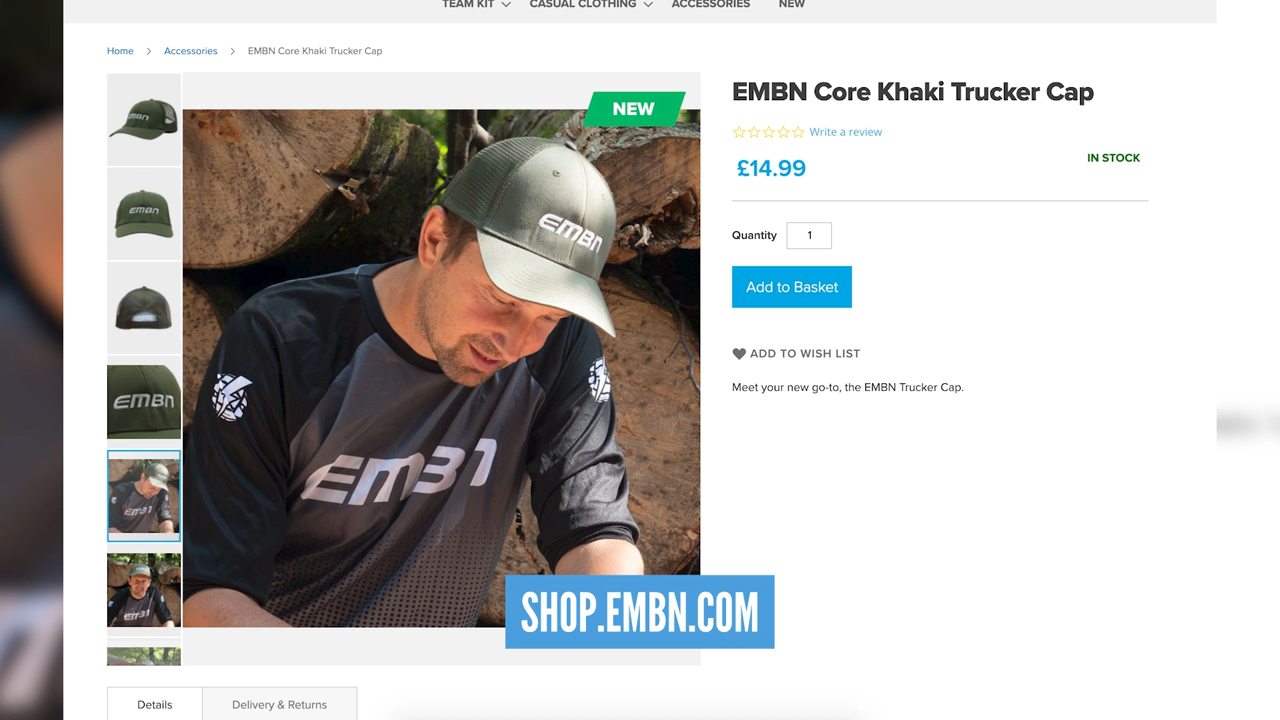 TEAM KIT
CASUAL CLOTHING
ACCESSORIES
NEW
Home > Accessories > EMBN Core Khaki Trucker Cap
EMBN
EMBN
EMBN
NEW
EMBN
EMBN
EMBN Core Khaki Trucker Cap
Write a review
£14.99
IN STOCK
Quantity 1
Add to Basket
ADD TO WISH LIST
Meet your new go-to, the EMBN Trucker Cap.
SHOP.EMBN.COM
Details
Delivery & Returns